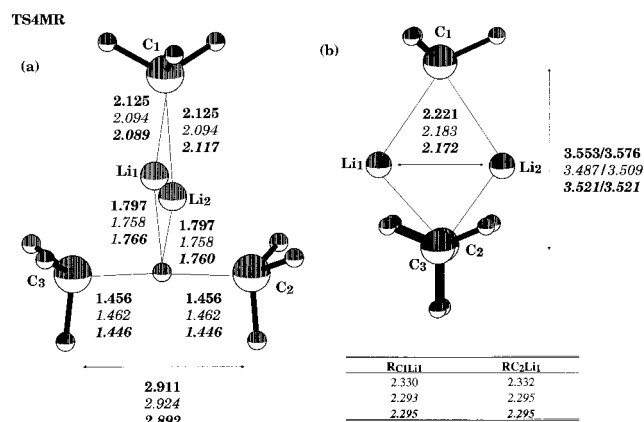 TS4MR
(a)
C1
2.125
2.094
2.089
2.125
2.094
2.117
Li1
Li2
1.797
1.758
1.766
1.797
1.758
1.760
C3
C2
1.456
1.462
1.446
1.456
1.462
1.446
2.911
2.924
2.892
(b)
C1
2.221
2.183
2.172
Li1
Li2
3.553/3.576
3.487/3.509
3.521/3.521
C3
C2
RC1Li1 RC2Li1
2.330 2.332
2.293 2.295
2.295 2.295